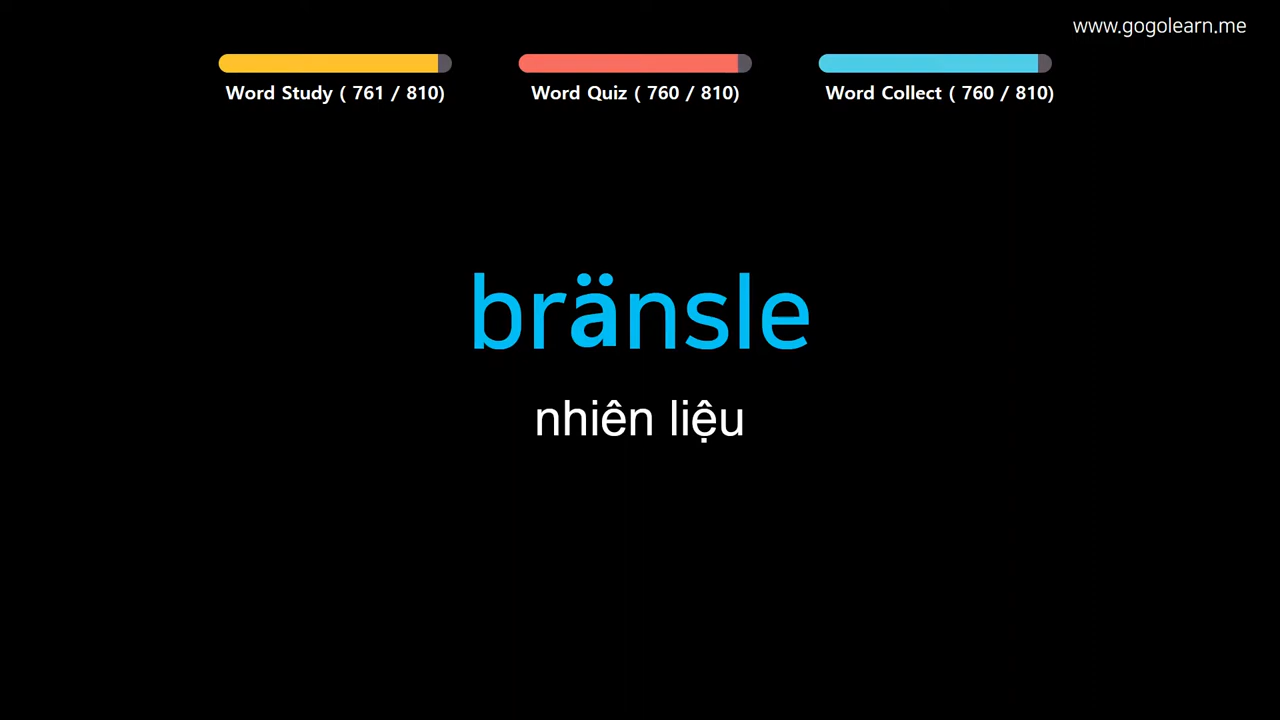 www.gogolearn.me
Word Study ( 761 / 810)
Word Quiz ( 760 / 810)
Word Collect ( 760 / 810)
bränsle
nhiên liệu